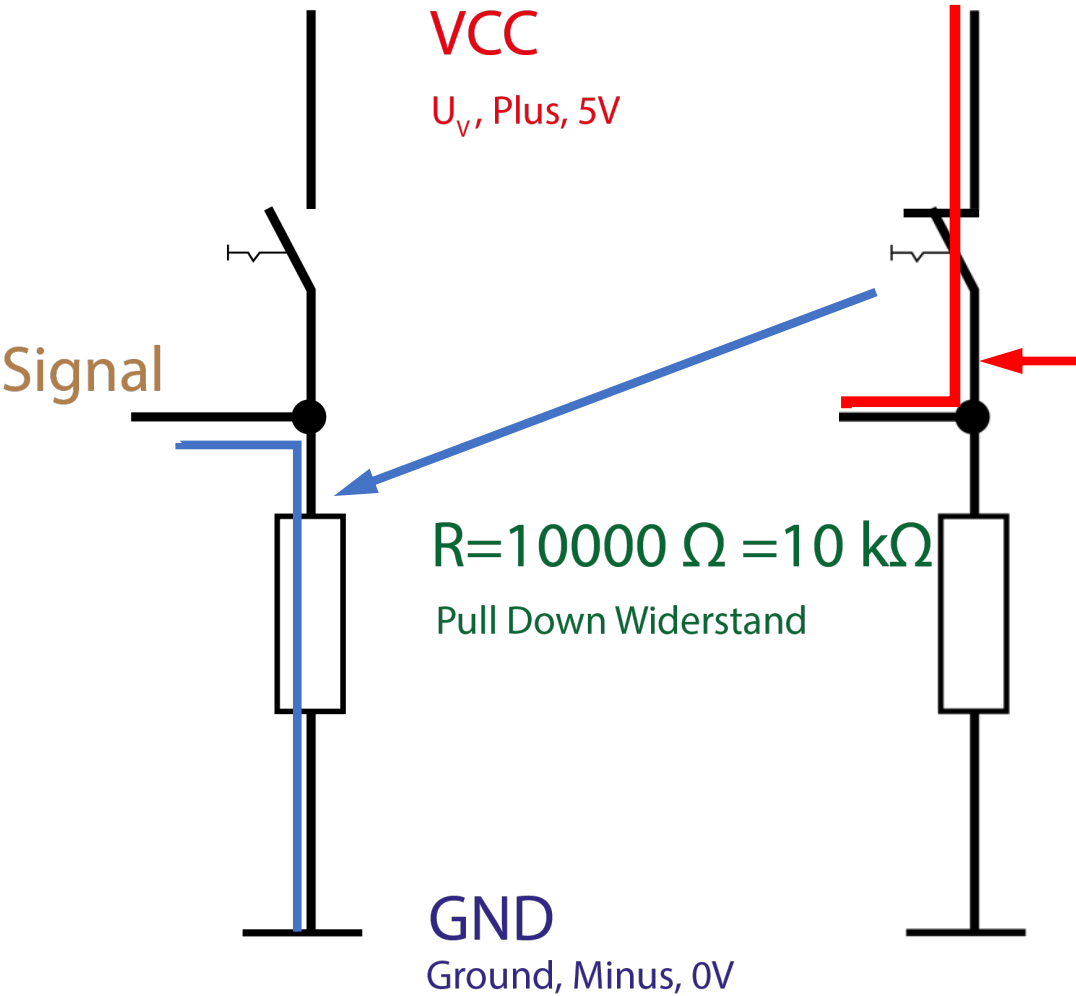 VCC
UV, Plus, 5V
Signal
R=10000 Ω =10 kΩ
Pull Down Widerstand
GND
Ground, Minus, 0V